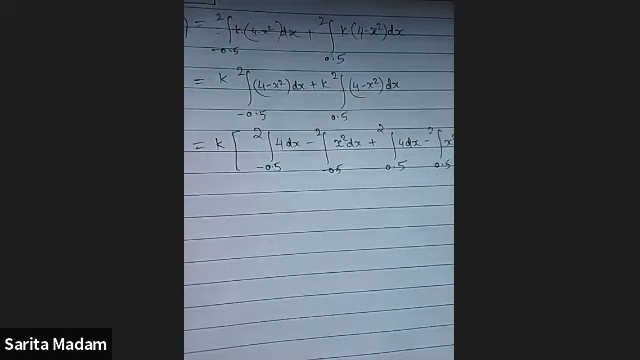 ) = ²∫₋₀.₅ k(4-x²)dx + ²∫₀.₅ k(4-x²)dx
= k ²∫₋₀.₅ (4-x²)dx + k ²∫₀.₅ (4-x²)dx
= k [ ²∫₋₀.₅ 4dx - ²∫₋₀.₅ x²dx + ²∫₀.₅ 4dx - ²∫₀.₅ x²
Sarita Madam